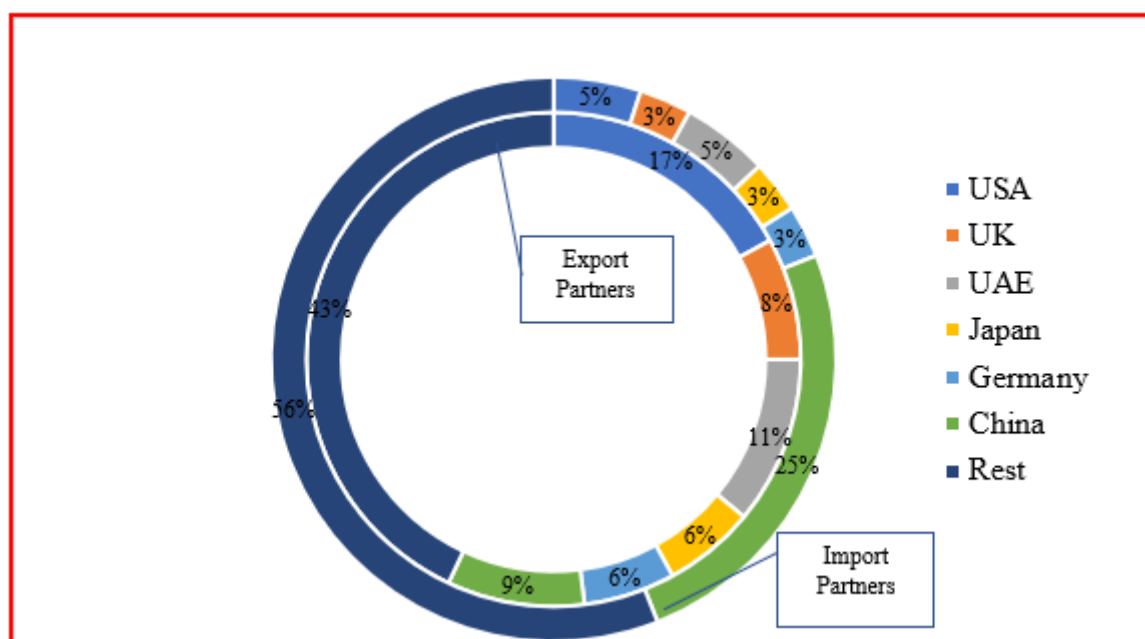 5%
3%
5%
17%
3%
3%
Export
Partners
8%
43%
56%
11%
25%
6%
6%
9%
Import
Partners
USA
UK
UAE
Japan
Germany
China
Rest